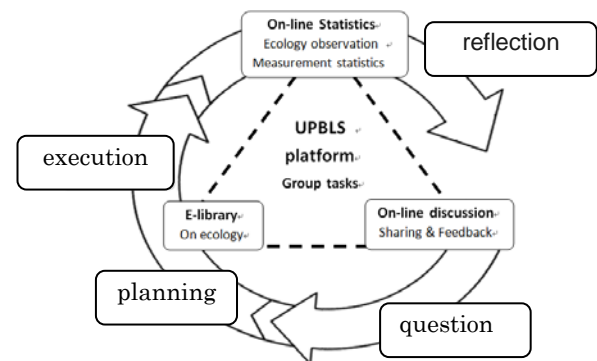 On-line Statistics
Ecology observation
Measurement statistics
reflection
UPBLS
platform
Group tasks
execution
E-library
On ecology
On-line discussion
Sharing & Feedback
planning
question